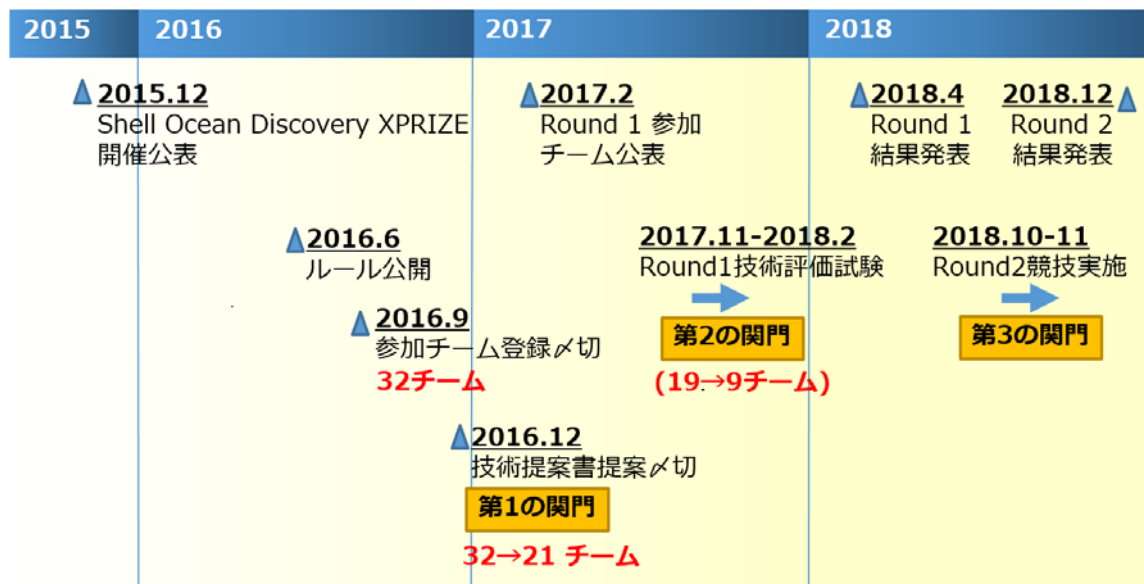 2015
2016
2017
2018
2015.12
Shell Ocean Discovery XPRIZE
開催公表
2017.2
Round 1 参加
チーム公表
2018.4
Round 1
結果発表
2018.12
Round 2
結果発表
2016.6
ルール公開
2017.11-2018.2
Round1技術評価試験
第2の関門
(19→9チーム)
2018.10-11
Round2競技実施
第3の関門
2016.9
参加チーム登録〆切
32チーム
2016.12
技術提案書提案〆切
第1の関門
32→21 チーム